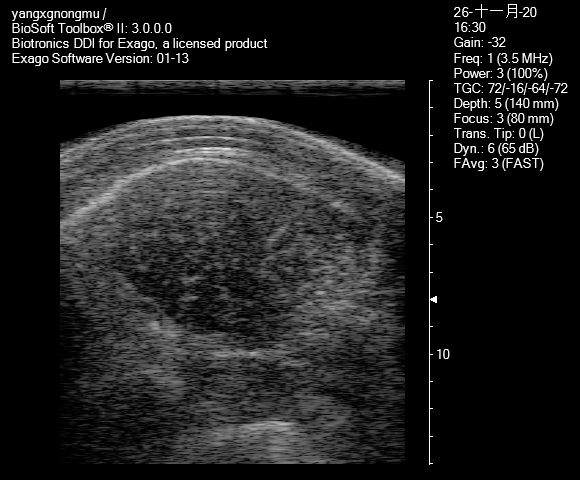 yangxgnongmu /
BioSoft Toolbox® II: 3.0.0.0
Biotronics DDI for Exago, a licensed product
Exago Software Version: 01-13
26-十一月-20
16:30
Gain: -32
Freq: 1 (3.5 MHz)
Power: 3 (100%)
TGC: 72/-16/-64/-72
Depth: 5 (140 mm)
Focus: 3 (80 mm)
Trans. Tip: 0 (L)
Dyn.: 6 (65 dB)
FAvg: 3 (FAST)
5
10